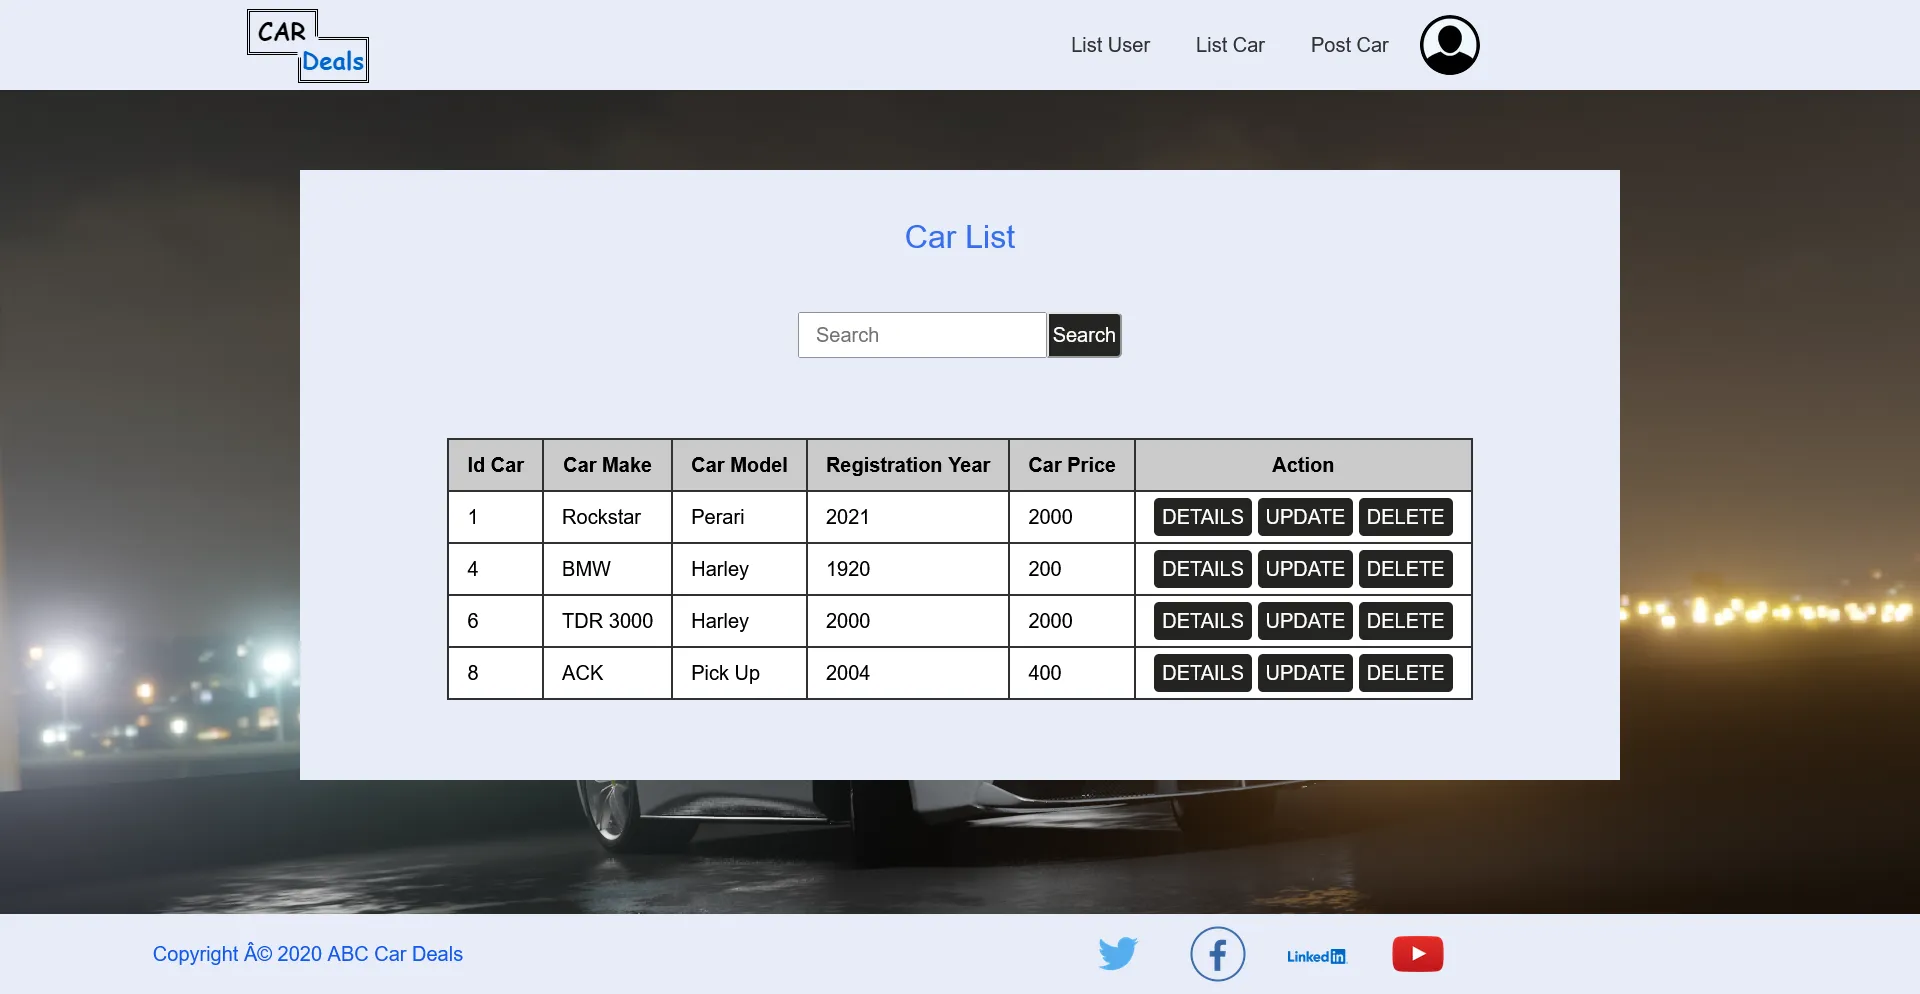 CAR
Deals
List User List Car Post Car
Car List
Search Search
Id Car Car Make Car Model Registration Year Car Price Action
1 Rockstar Perari 2021 2000 DETAILS UPDATE DELETE
4 BMW Harley 1920 200 DETAILS UPDATE DELETE
6 TDR 3000 Harley 2000 2000 DETAILS UPDATE DELETE
8 ACK Pick Up 2004 400 DETAILS UPDATE DELETE
Copyright Â© 2020 ABC Car Deals
Linked in